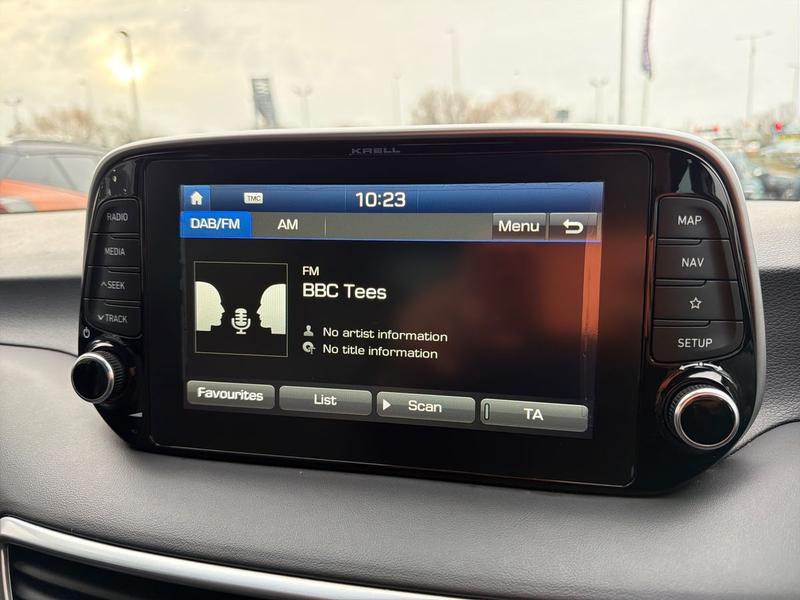 KRELL
TMC
10:23
DAB/FM
AM
Menu
FM
BBC Tees
No artist information
No title information
Favourites
List
Scan
TA
RADIO
MEDIA
SEEK
TRACK
MAP
NAV
SETUP